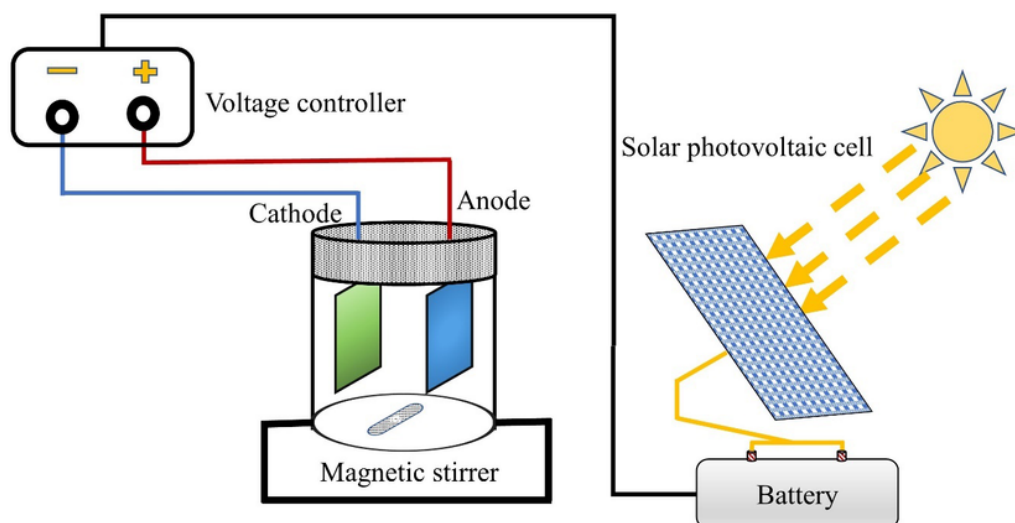 − +
Voltage controller
Solar photovoltaic cell
Cathode
Anode
Magnetic stirrer
Battery